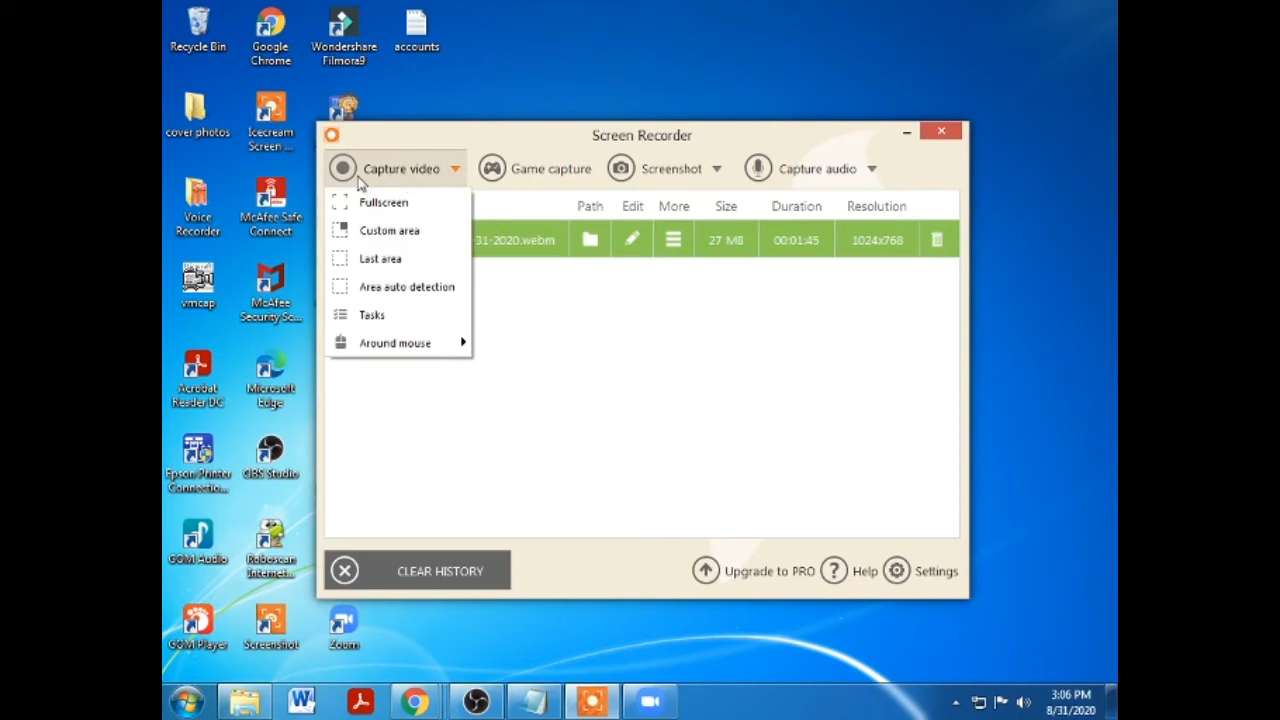 Recycle Bin
Google
Chrome
Wondershare
Filmora9
accounts
cover photos
Icecream
Screen ...
Voice
Recorder
McAfee Safe
Connect
vmcap
McAfee
Security Sc...
Acrobat
Reader DC
Microsoft
Edge
Epson Printer
Connectio...
OBS Studio
GOM Audio
Roboscan
Internet...
GOM Player
Screenshot
Zoom
Screen Recorder
Capture video
Game capture
Screenshot
Capture audio
Path
Edit
More
Size
Duration
Resolution
31-2020.webm
27 MB
00:01:45
1024x768
Fullscreen
Custom area
Last area
Area auto detection
Tasks
Around mouse
CLEAR HISTORY
Upgrade to PRO
Help
Settings
3:06 PM
8/31/2020